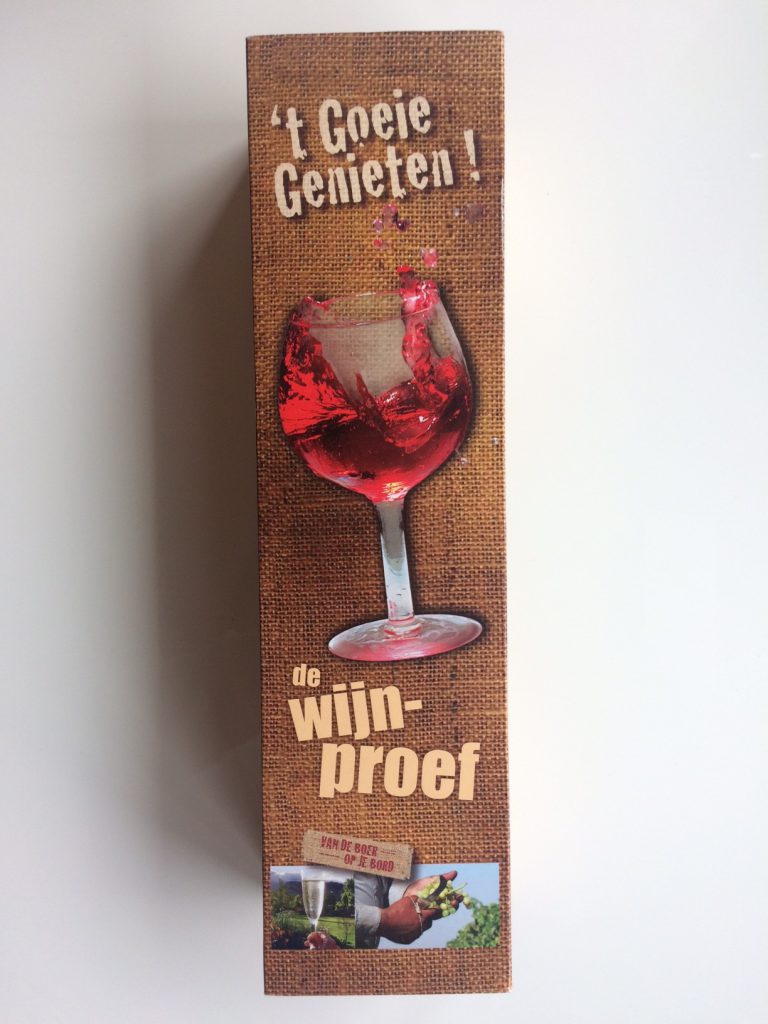 't Goeie
Genieten !
de
wijn-
proef
VAN DE BOER
OP JE BORD